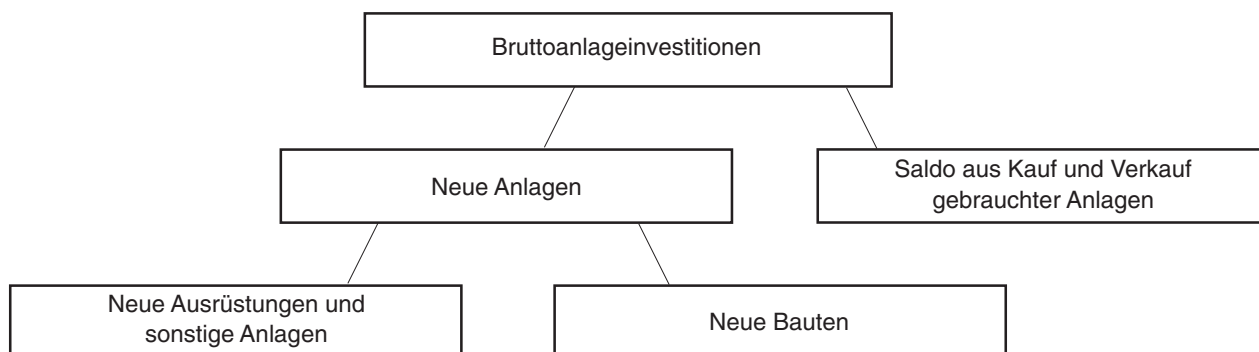 Bruttoanlageinvestitionen
Neue Anlagen
Saldo aus Kauf und Verkauf
gebrauchter Anlagen
Neue Ausrüstungen und
sonstige Anlagen
Neue Bauten